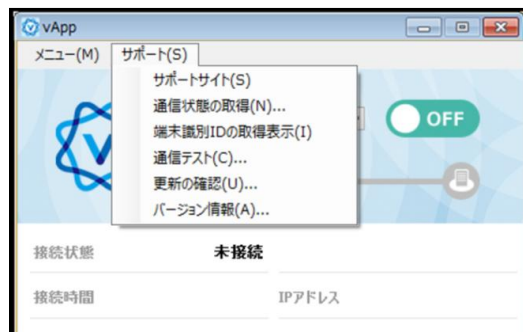 vApp
メニュー(M) サポート(S)
サポートサイト(S)
通信状態の取得(N)...
端末識別IDの取得表示(I)
通信テスト(C)...
更新の確認(U)...
バージョン情報(A)...
OFF
接続状態 未接続
接続時間 IPアドレス